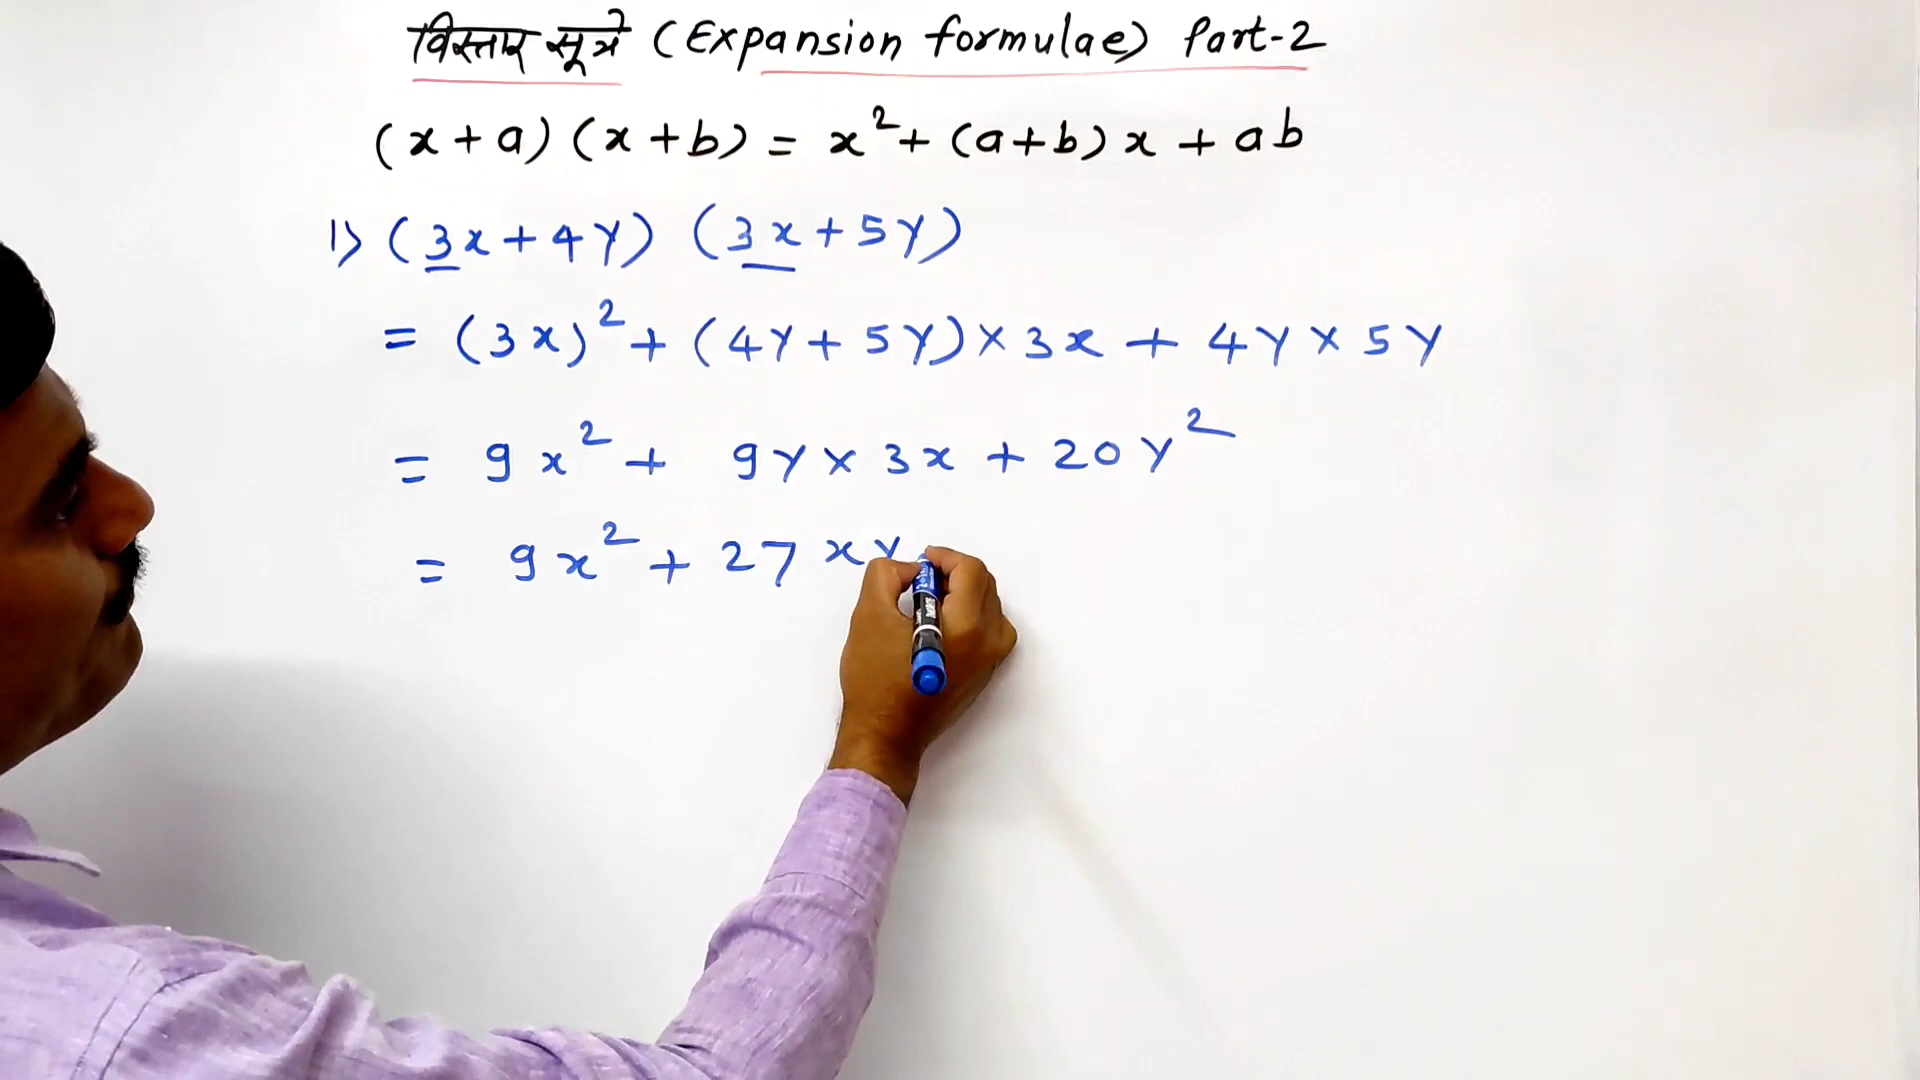 विस्तार सूत्रे (Expansion formulae) Part-2
(x + a) (x + b) = x² + (a + b) x + ab
1) (3x + 4y) (3x + 5y)
= (3x)² + (4y + 5y) × 3x + 4y × 5y
= 9x² + 9y × 3x + 20y²
= 9x² + 27xy